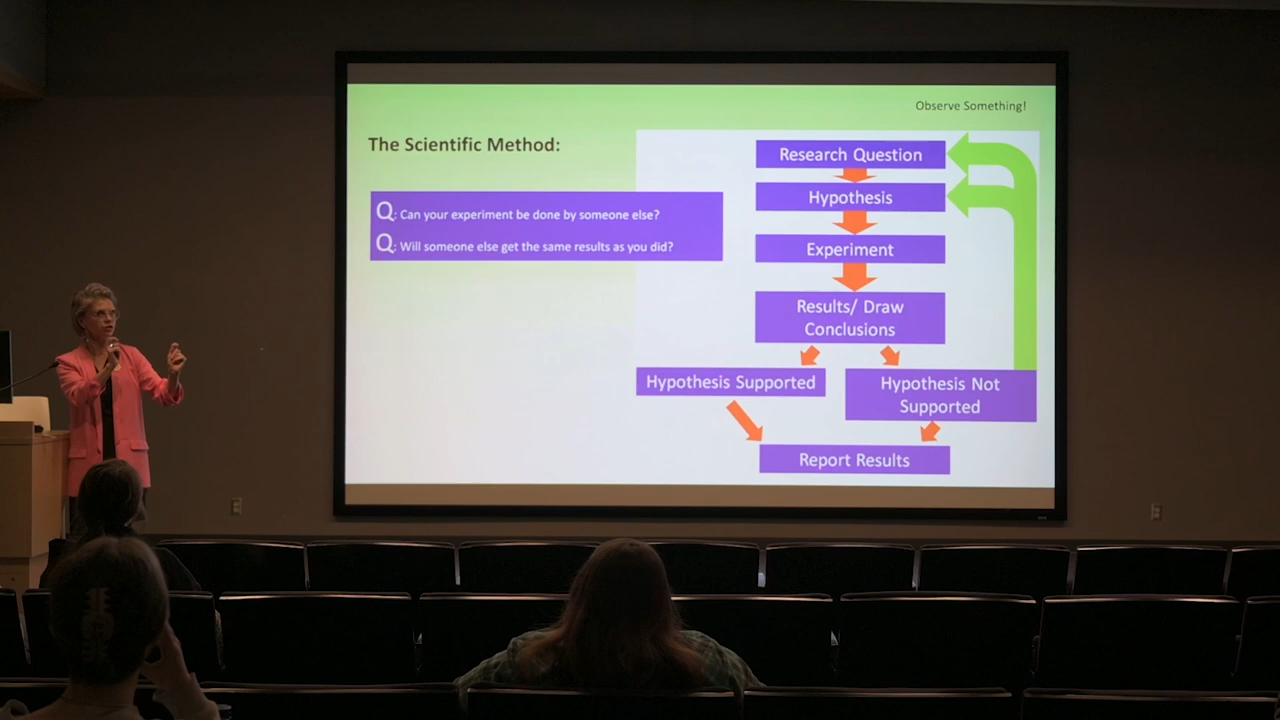 Observe Something!
The Scientific Method:
Q: Can your experiment be done by someone else?
Q: Will someone else get the same results as you did?
Research Question
Hypothesis
Experiment
Results/ Draw
Conclusions
Hypothesis Supported
Hypothesis Not
Supported
Report Results